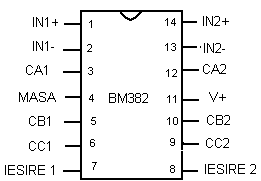 IN1+ 1 14 IN2+
IN1- 2 13 IN2-
CA1 3 12 CA2
MASA 4 BM382 11 V+
CB1 5 10 CB2
CC1 6 9 CC2
IESIRE 1 7 8 IESIRE 2